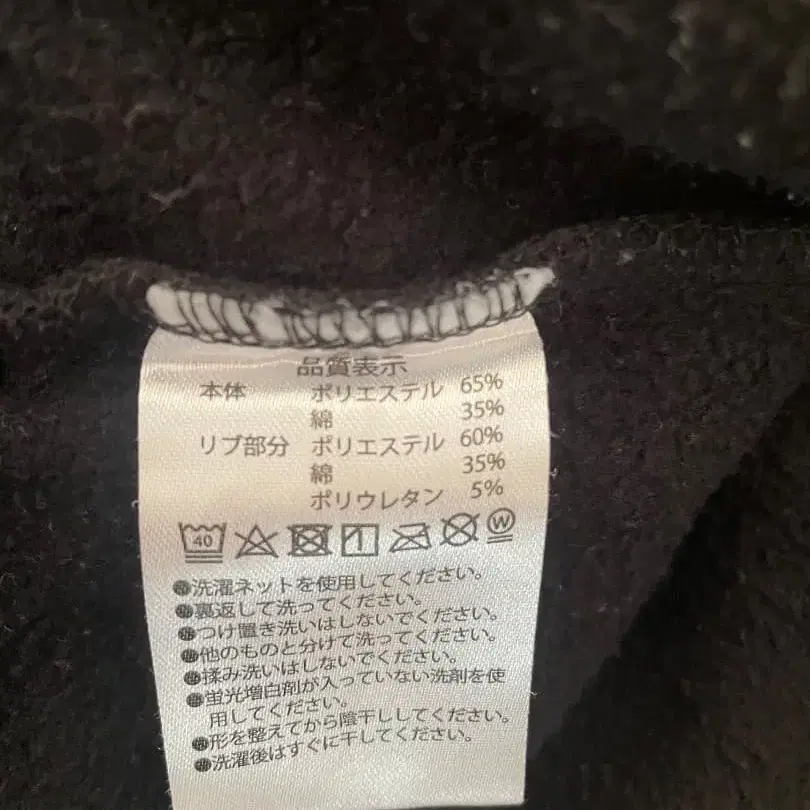 品質表示
本体 ポリエステル 65%
綿 35%
リブ部分 ポリエステル 60%
綿 35%
ポリウレタン 5%
40 W
●洗濯ネットを使用してください。
●裏返して洗ってください。
●つけ置き洗いはしないでください。
●他のものと分けて洗ってください。
●揉み洗いはしないでください。
●蛍光増白剤が入っていない洗剤を使
用してください。
●形を整えてから陰干ししてください。
●洗濯後はすぐに干してください。